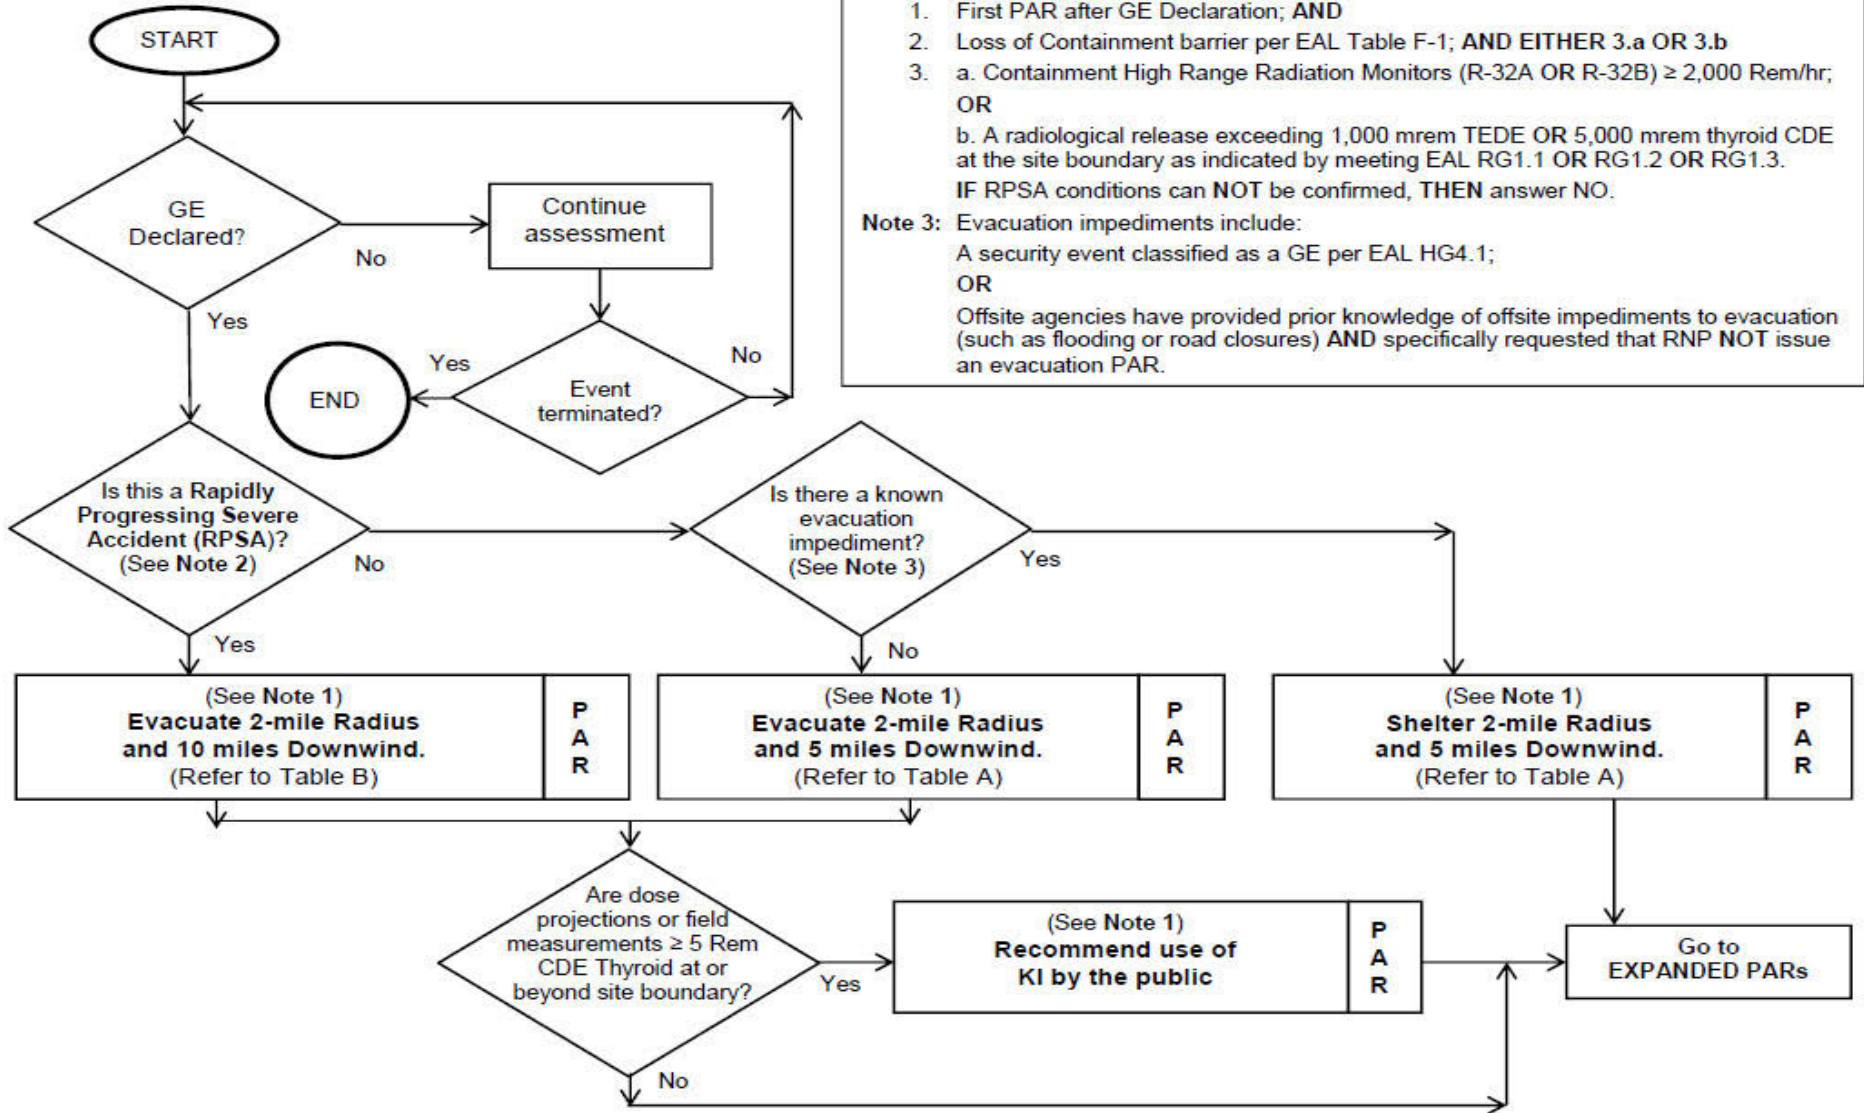 START
1. First PAR after GE Declaration; AND
2. Loss of Containment barrier per EAL Table F-1; AND EITHER 3.a OR 3.b
3. a. Containment High Range Radiation Monitors (R-32A OR R-32B) ≥ 2,000 Rem/hr;
OR
b. A radiological release exceeding 1,000 mrem TEDE OR 5,000 mrem thyroid CDE
at the site boundary as indicated by meeting EAL RG1.1 OR RG1.2 OR RG1.3.
IF RPSA conditions can NOT be confirmed, THEN answer NO.
Note 3: Evacuation impediments include:
A security event classified as a GE per EAL HG4.1;
OR
Offsite agencies have provided prior knowledge of offsite impediments to evacuation
(such as flooding or road closures) AND specifically requested that RNP NOT issue
an evacuation PAR.
GE
Declared?
No
Yes
Continue
assessment
Event
terminated?
Yes
No
END
Is this a Rapidly
Progressing Severe
Accident (RPSA)?
(See Note 2)
No
Yes
Is there a known
evacuation
impediment?
(See Note 3)
Yes
No
(See Note 1)
Evacuate 2-mile Radius
and 10 miles Downwind.
(Refer to Table B)
P
A
R
(See Note 1)
Evacuate 2-mile Radius
and 5 miles Downwind.
(Refer to Table A)
P
A
R
(See Note 1)
Shelter 2-mile Radius
and 5 miles Downwind.
(Refer to Table A)
P
A
R
Are dose
projections or field
measurements ≥ 5 Rem
CDE Thyroid at or
beyond site boundary?
Yes
No
(See Note 1)
Recommend use of
KI by the public
P
A
R
Go to
EXPANDED PARs